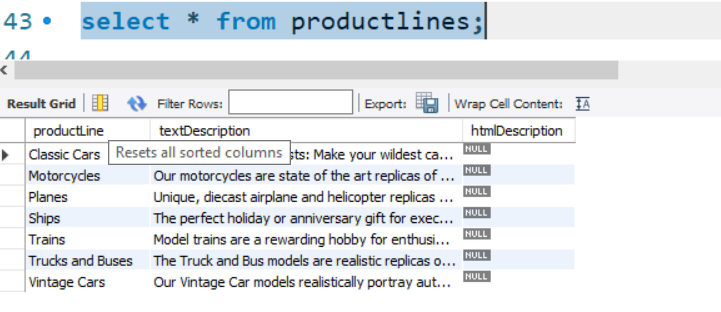 43 select * from productlines;
44
Result Grid Filter Rows: Export: Wrap Cell Content:
productLine textDescription htmlDescription
Classic Cars Resets all sorted columns sts: Make your wildest ca... NULL
Motorcycles Our motorcycles are state of the art replicas of ... NULL
Planes Unique, diecast airplane and helicopter replicas ... NULL
Ships The perfect holiday or anniversary gift for exec... NULL
Trains Model trains are a rewarding hobby for enthusi... NULL
Trucks and Buses The Truck and Bus models are realistic replicas o... NULL
Vintage Cars Our Vintage Car models realistically portray aut... NULL